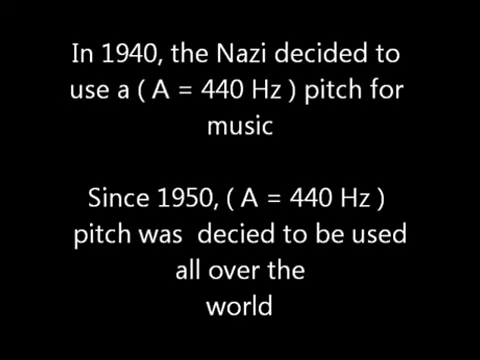 In 1940, the Nazi decided to
use a ( A = 440 Hz ) pitch for
music
Since 1950, ( A = 440 Hz )
pitch was  decied to be used
all over the
world